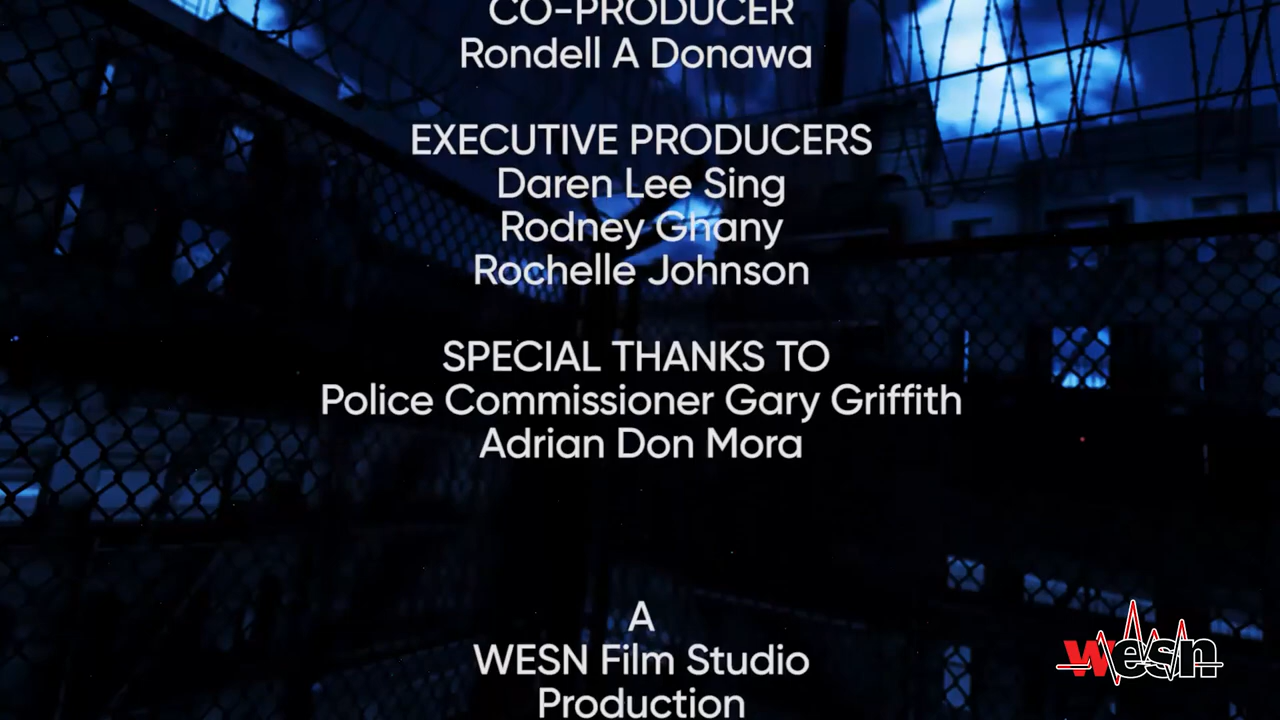 CO-PRODUCER
Rondell A Donawa
EXECUTIVE PRODUCERS
Daren Lee Sing
Rodney Ghany
Rochelle Johnson
SPECIAL THANKS TO
Police Commissioner Gary Griffith
Adrian Don Mora
A
WESN Film Studio
Production
wesn